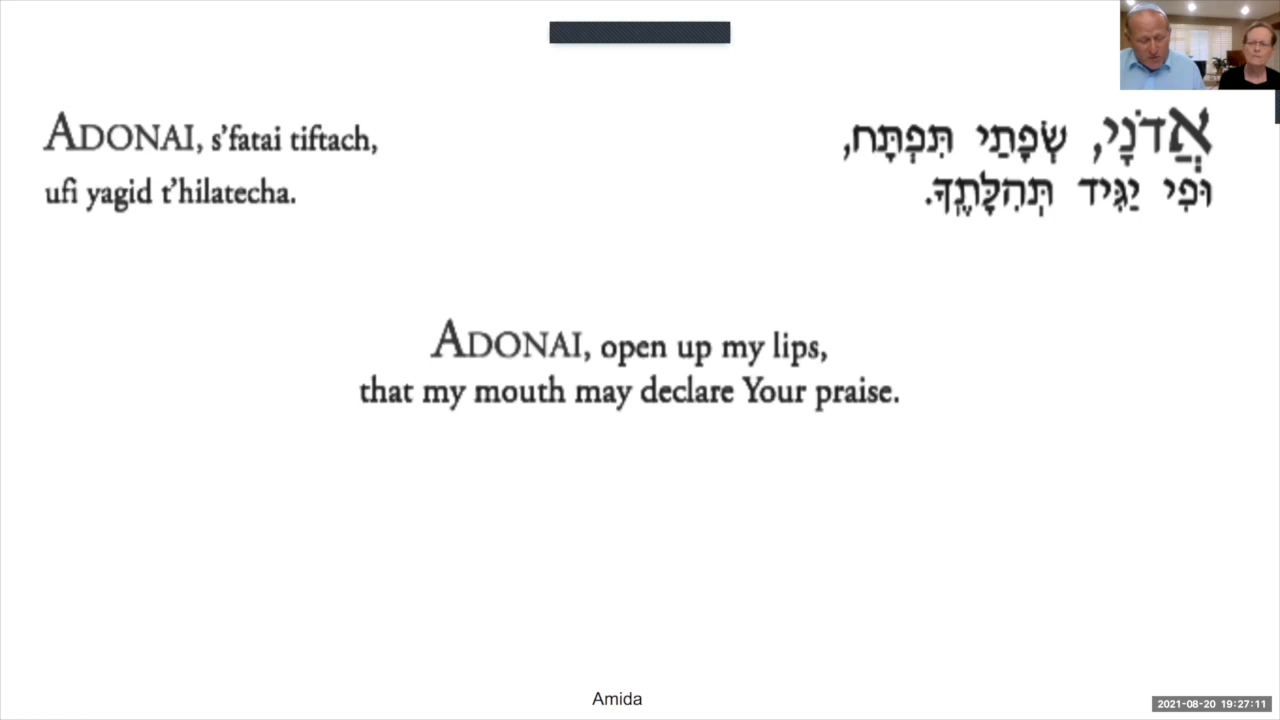 ADONAI, s’fatai tiftach,
ufi yagid t’hilatecha.
אֲדֹנָי, שְׂפָתַי תִּפְתָּח,
וּפִי יַגִּיד תְּהִלָּתֶֽךָ.
ADONAI, open up my lips,
that my mouth may declare Your praise.
Amida
2021-08-20 19:27:11